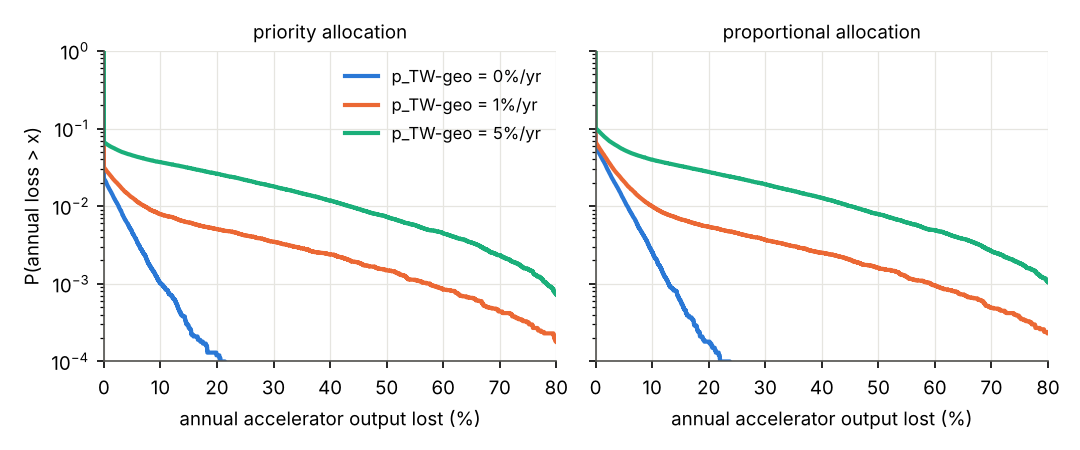 priority allocation
proportional allocation
P(annual loss > x)
10⁰
10⁻¹
10⁻²
10⁻³
10⁻⁴
p_TW-geo = 0%/yr
p_TW-geo = 1%/yr
p_TW-geo = 5%/yr
0 10 20 30 40 50 60 70 80
0 10 20 30 40 50 60 70 80
annual accelerator output lost (%)
annual accelerator output lost (%)